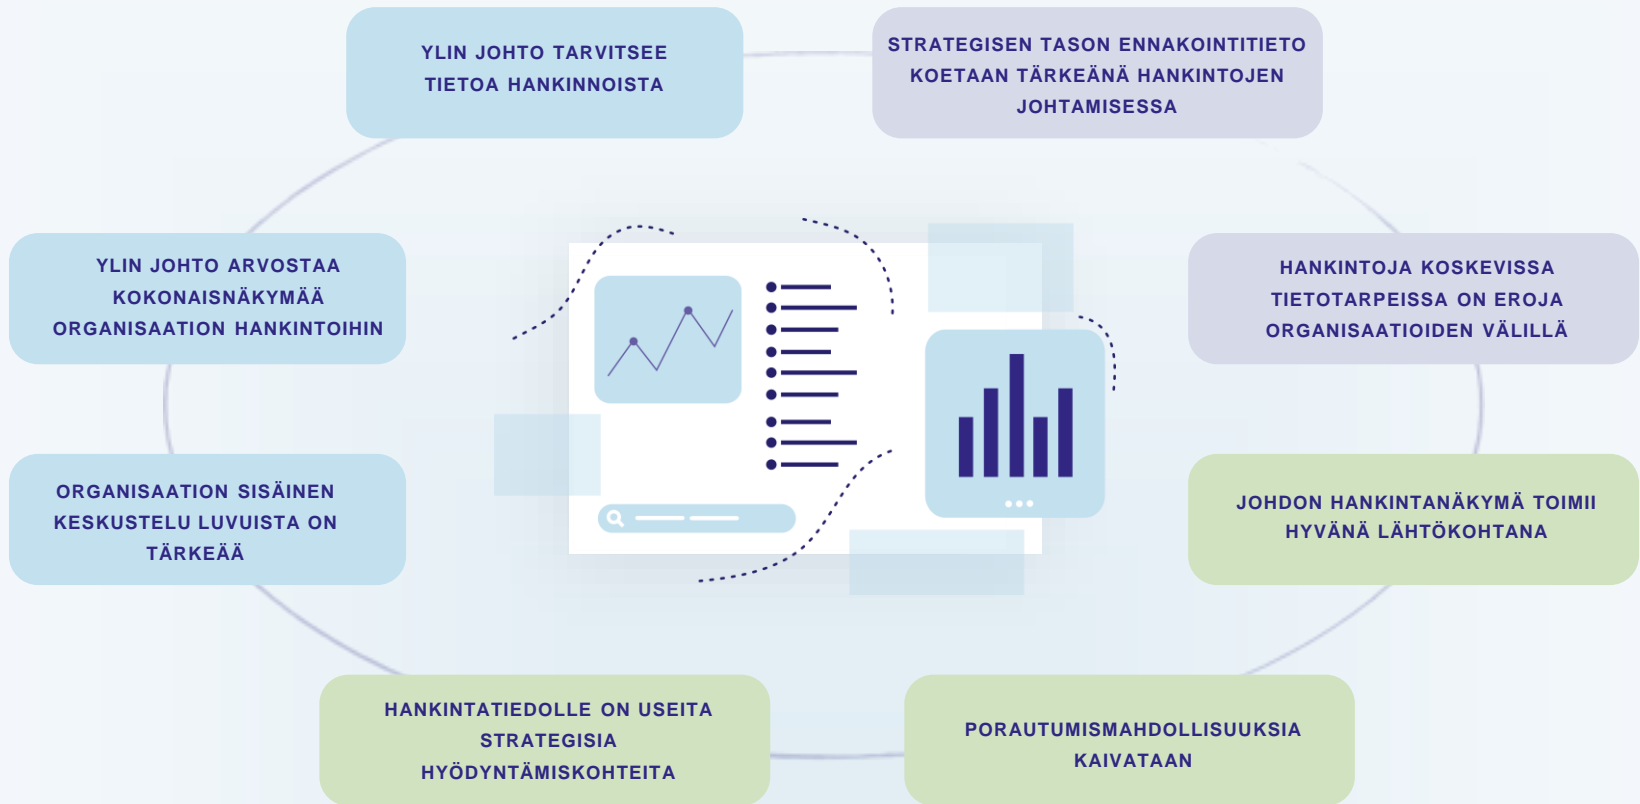 YLIN JOHTO TARVITSEE
TIETOA HANKINNOISTA
STRATEGISEN TASON ENNAKOINTITIETO
KOETAAN TÄRKEÄNÄ HANKINTOJEN
JOHTAMISESSA
YLIN JOHTO ARVOSTAA
KOKONAISNÄKYMÄÄ
ORGANISAATION HANKINTOIHIN
HANKINTOJA KOSKEVISSA
TIETOTARPEISSA ON EROJA
ORGANISAATIOIDEN VÄLILLÄ
ORGANISAATION SISÄINEN
KESKUSTELU LUVUISTA ON
TÄRKEÄÄ
JOHDON HANKINTANÄKYMÄ TOIMII
HYVÄNÄ LÄHTÖKOHTANA
HANKINTATIEDOLLE ON USEITA
STRATEGISIA
HYÖDYNTÄMISKOHTEITA
PORAUTUMISMAHDOLLISUUKSIA
KAIVATAAN